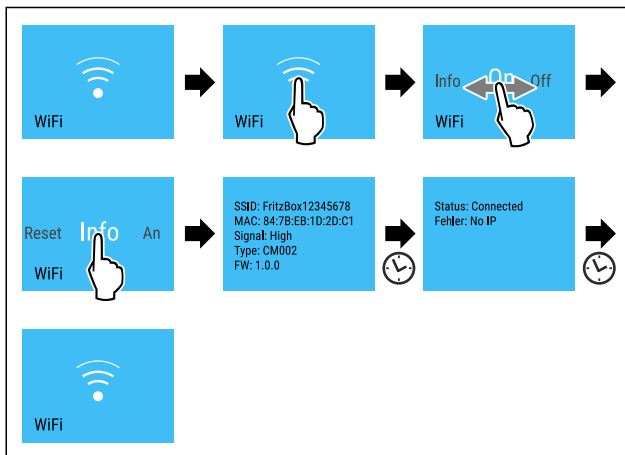 WiFi
WiFi
Info On Off
WiFi
Reset Info An
WiFi
SSID: FritzBox12345678
MAC: 84:7B:EB:1D:2D:C1
Signal: High
Type: CM002
FW: 1.0.0
Status: Connected
Fehler: No IP
WiFi